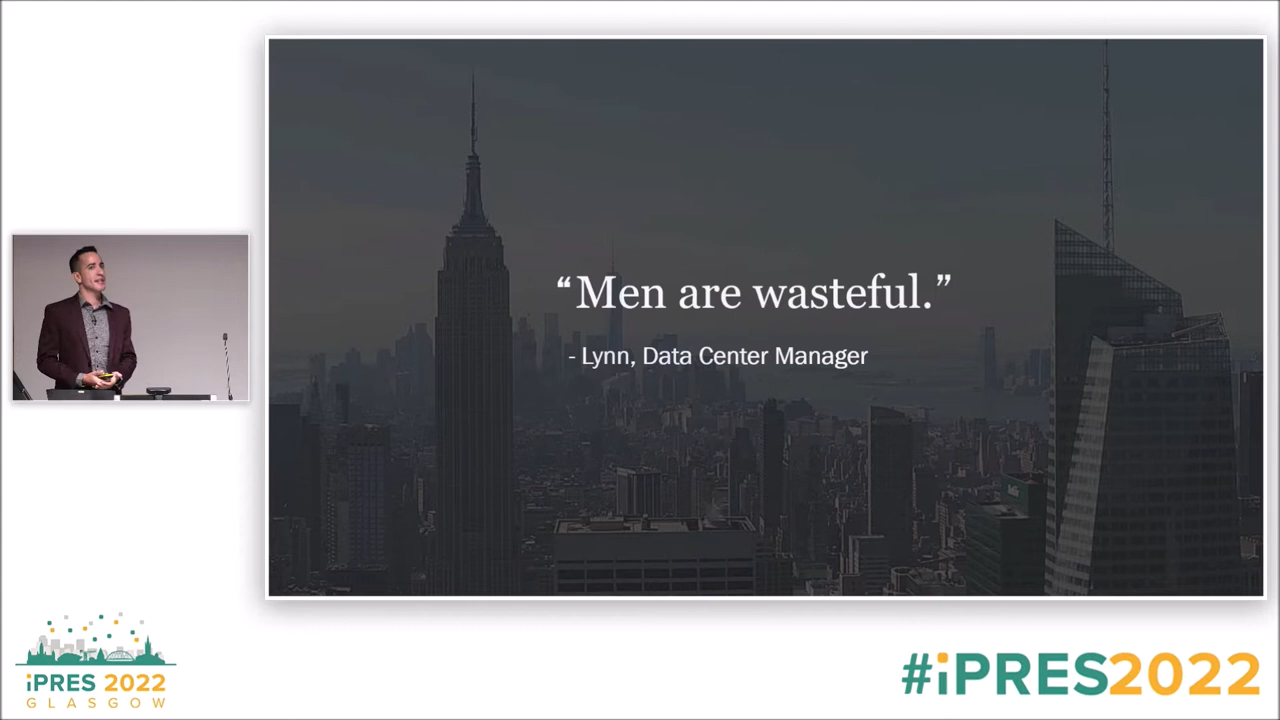 “Men are wasteful.”
- Lynn, Data Center Manager
iPRES 2022
GLASGOW
#iPRES2022